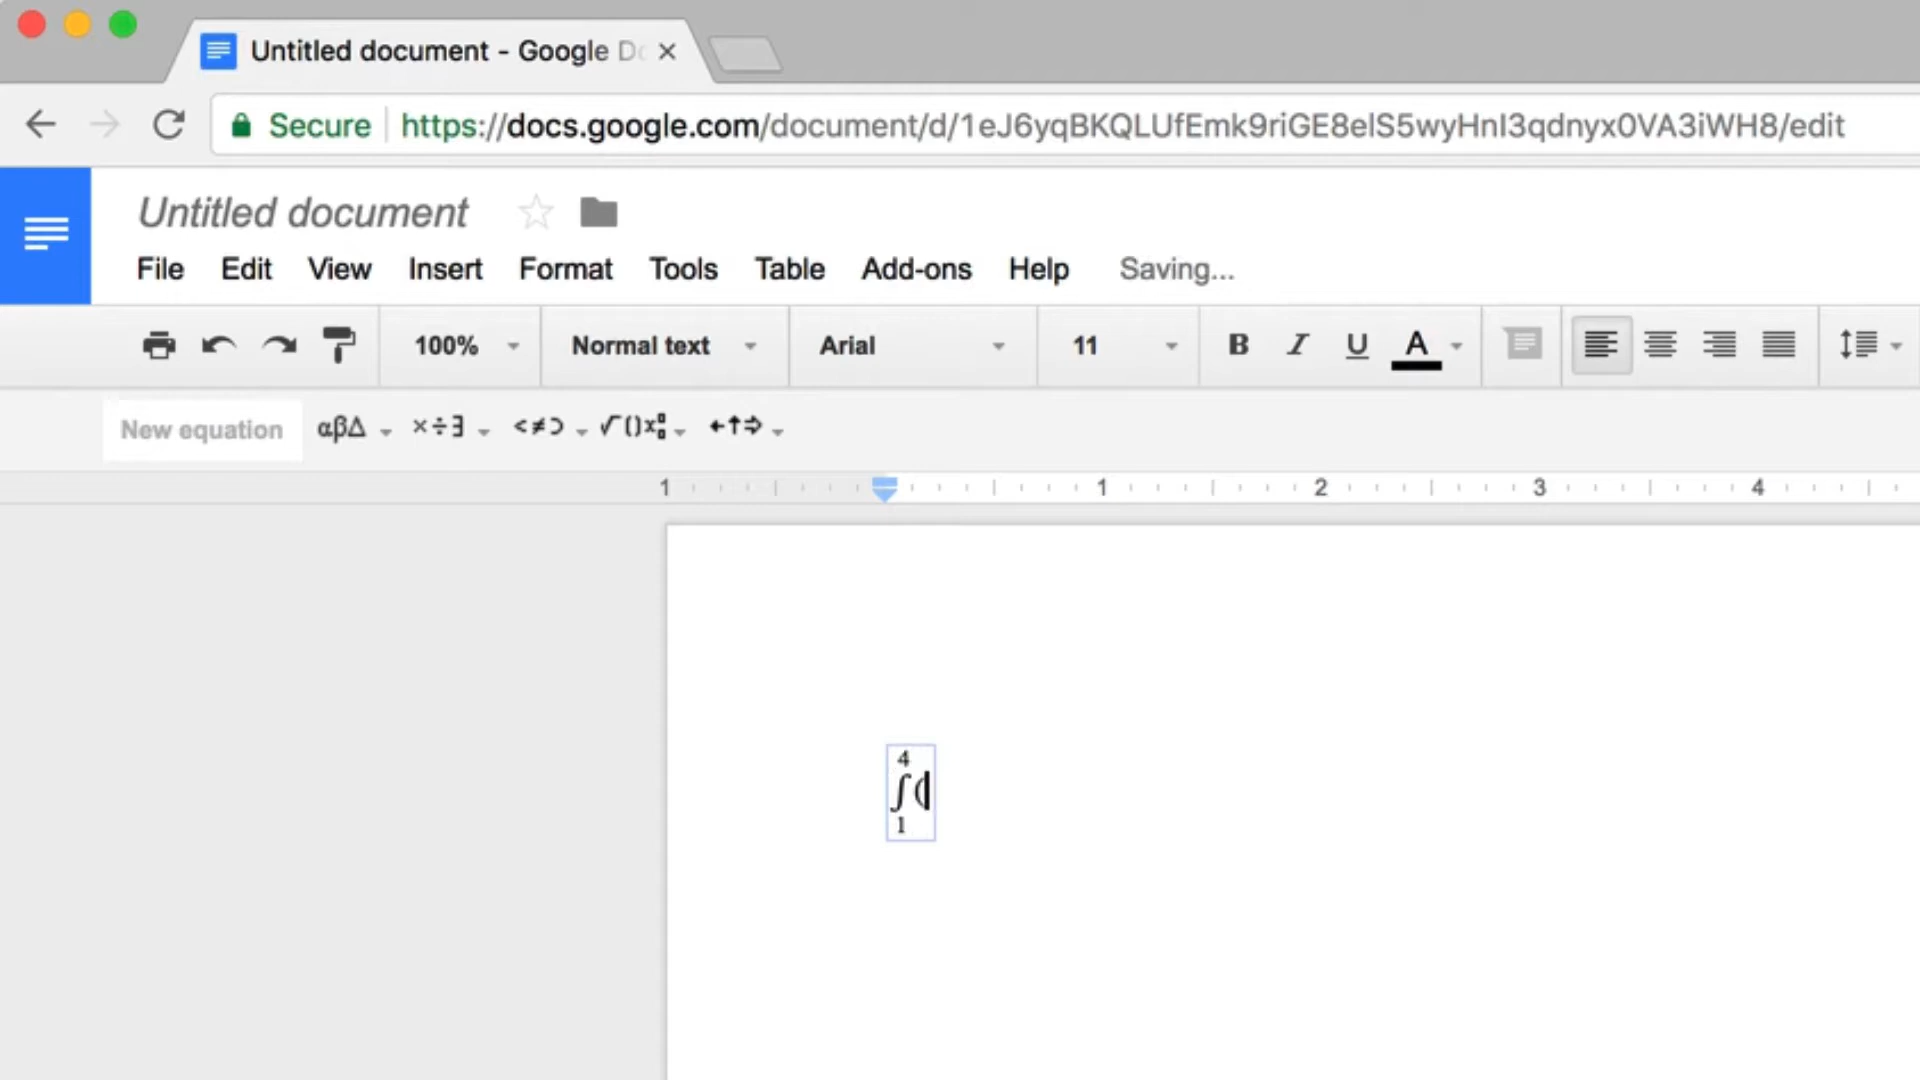 Untitled document - Google Do
Secure https://docs.google.com/document/d/1eJ6yqBKQLUfEmk9riGE8elS5wyHnI3qdnyx0VA3iWH8/edit
Untitled document
File Edit View Insert Format Tools Table Add-ons Help Saving...
100% Normal text Arial 11 B I U A
New equation αβΔ ×÷∃ <≠⊃ √()x ←↑⇒
1 1 2 3 4
4
∫(
1